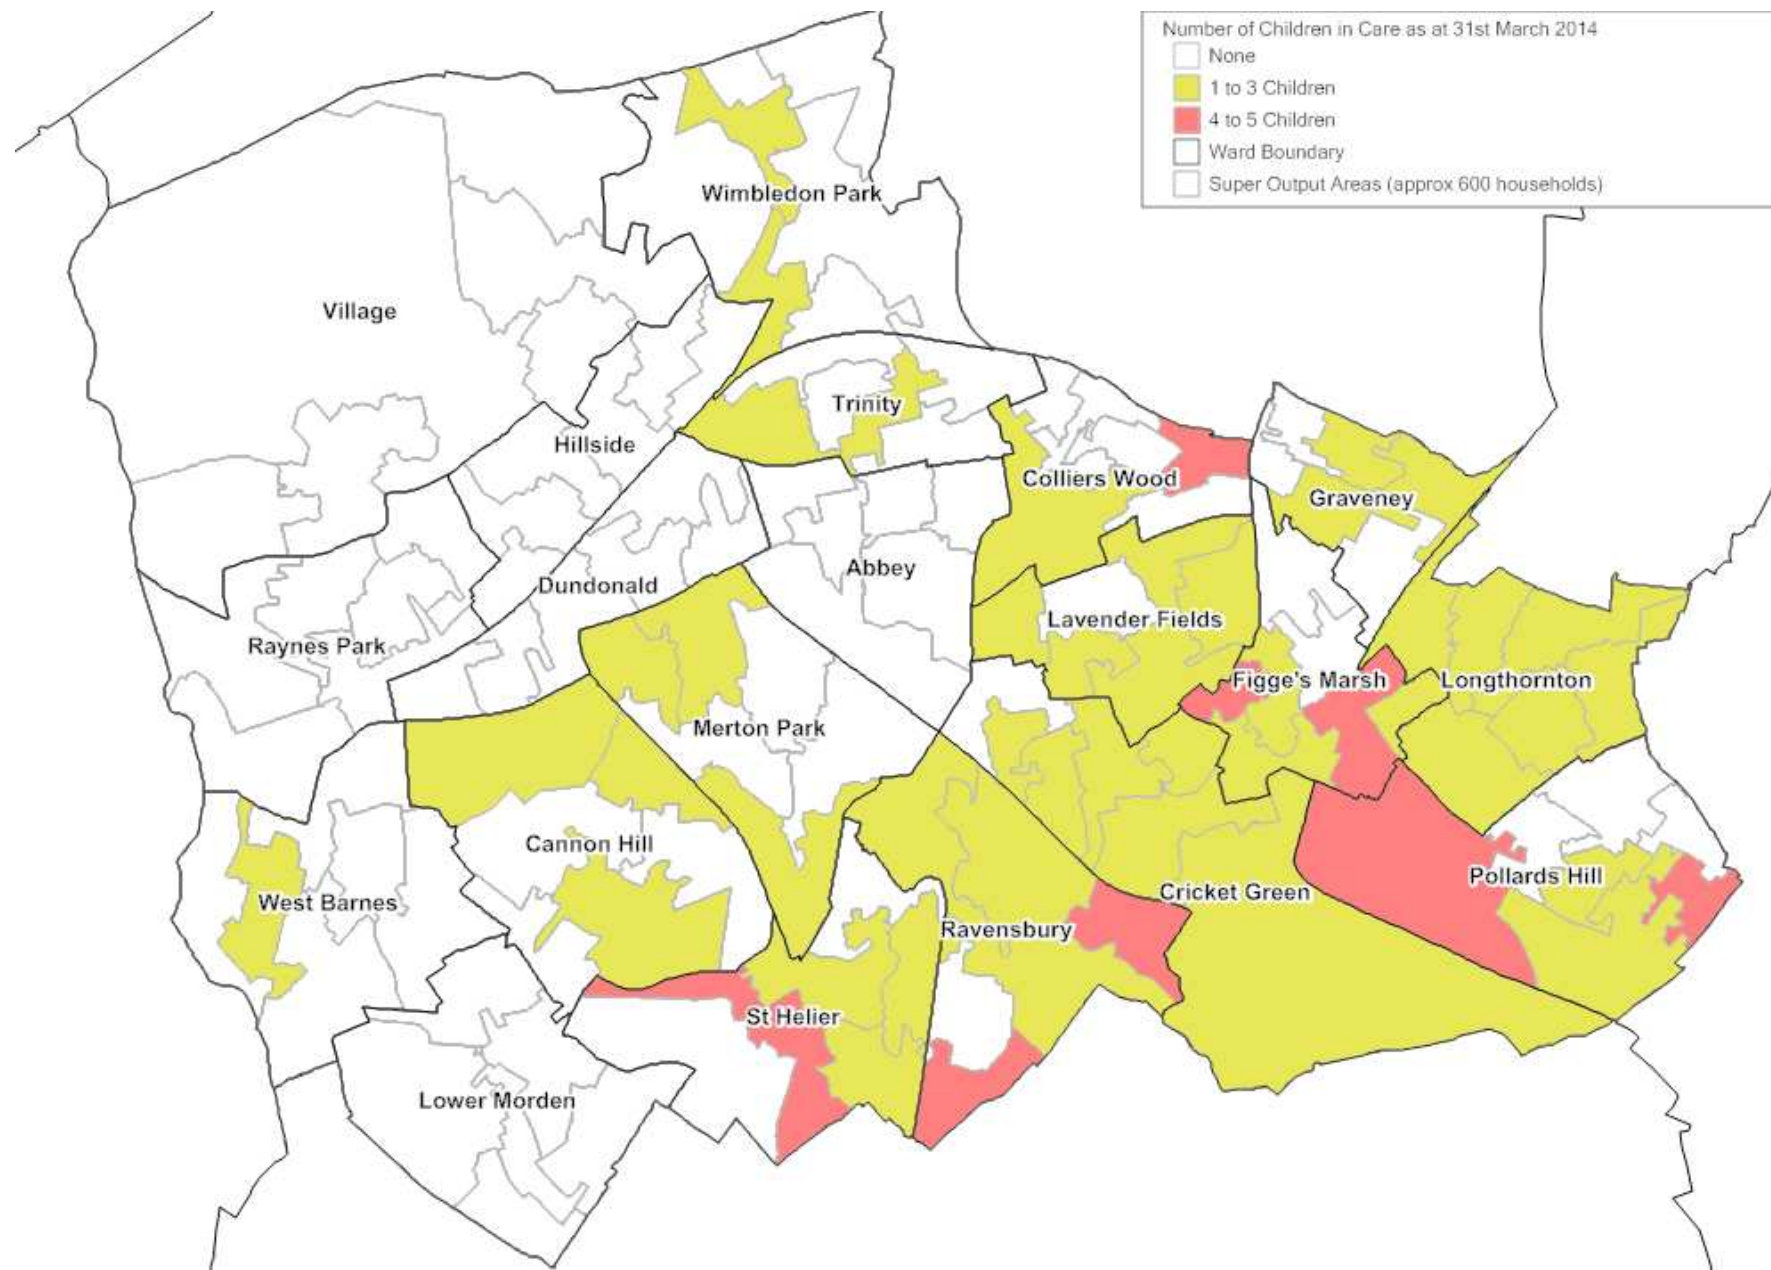 Number of Children in Care as at 31st March 2014
None
1 to 3 Children
4 to 5 Children
Ward Boundary
Super Output Areas (approx 600 households)
Wimbledon Park
Village
Trinity
Hillside
Colliers Wood
Graveney
Abbey
Dundonald
Lavender Fields
Raynes Park
Figge's Marsh
Longthornton
Merton Park
Cannon Hill
Pollards Hill
Cricket Green
West Barnes
Ravensbury
St Helier
Lower Morden